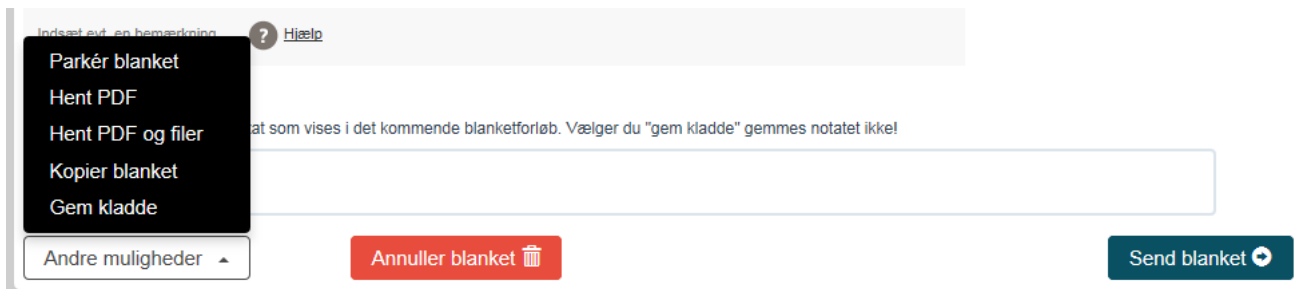 Indsæt evt. en bemærkning ? Hjælp
Parkér blanket
Hent PDF
Hent PDF og filer
at som vises i det kommende blanketforløb. Vælger du "gem kladde" gemmes notatet ikke!
Kopier blanket
Gem kladde
Andre muligheder
Annuller blanket
Send blanket